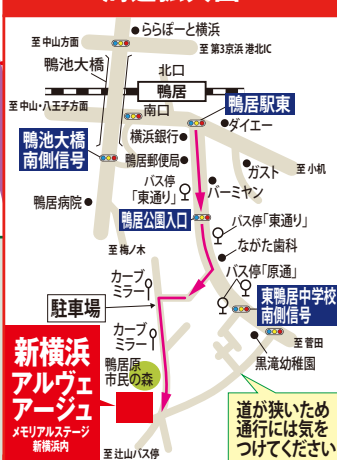 ららぽーと横浜
至 中山方面
至 第3京浜 港北IC
鴨池大橋
北口
鴨居
至 中山・八王子方面
南口
鴨居駅東
ダイエー
鴨池大橋
南側信号
横浜銀行
鴨居郵便局
ガスト
至 小机
バス停
「東通り」
バーミヤン
鴨居病院
鴨居公園入口
バス停「東通り」
至 梅ノ木
ながた歯科
バス停「原通」
カーブ
ミラー
東鴨居中学校
南側信号
駐車場
至 菅田
カーブ
ミラー
黒滝幼稚園
新横浜
アルヴェ
アージュ
メモリアルステージ
新横浜内
鴨居原
市民の森
道が狭いため
通行には気を
つけてください
至 辻山バス停